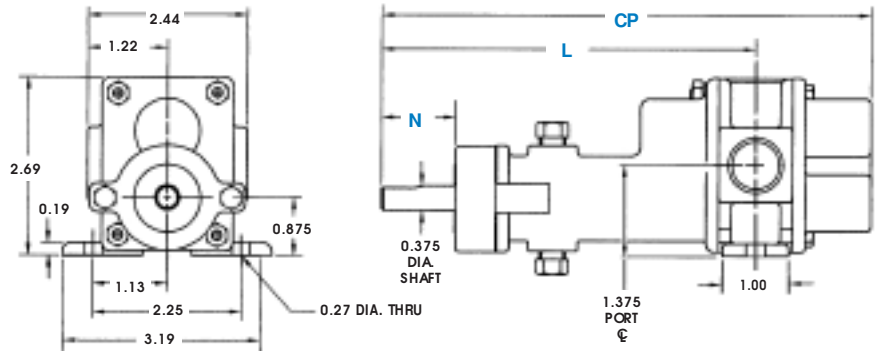 2.44
1.22
2.69
0.19
0.875
1.13
2.25
3.19
0.27 DIA. THRU
CP
L
N
0.375
DIA.
SHAFT
1.375
PORT
℄
1.00